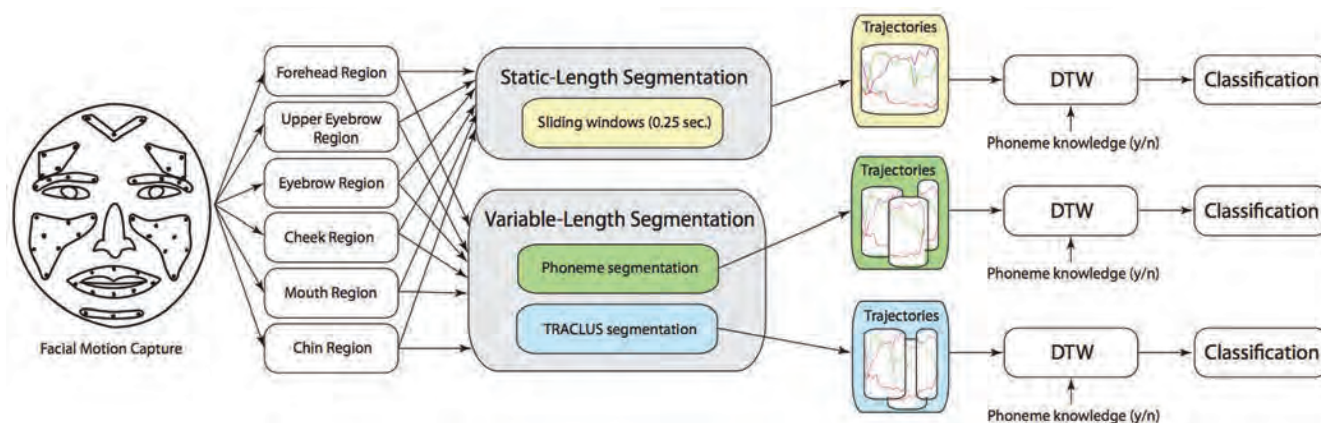 Facial Motion Capture
Forehead Region
Upper Eyebrow
Region
Eyebrow Region
Cheek Region
Mouth Region
Chin Region
Static-Length Segmentation
Sliding windows (0.25 sec.)
Variable-Length Segmentation
Phoneme segmentation
TRACLUS segmentation
Trajectories
DTW
Classification
Phoneme knowledge (y/n)
Trajectories
DTW
Classification
Phoneme knowledge (y/n)
Trajectories
DTW
Classification
Phoneme knowledge (y/n)